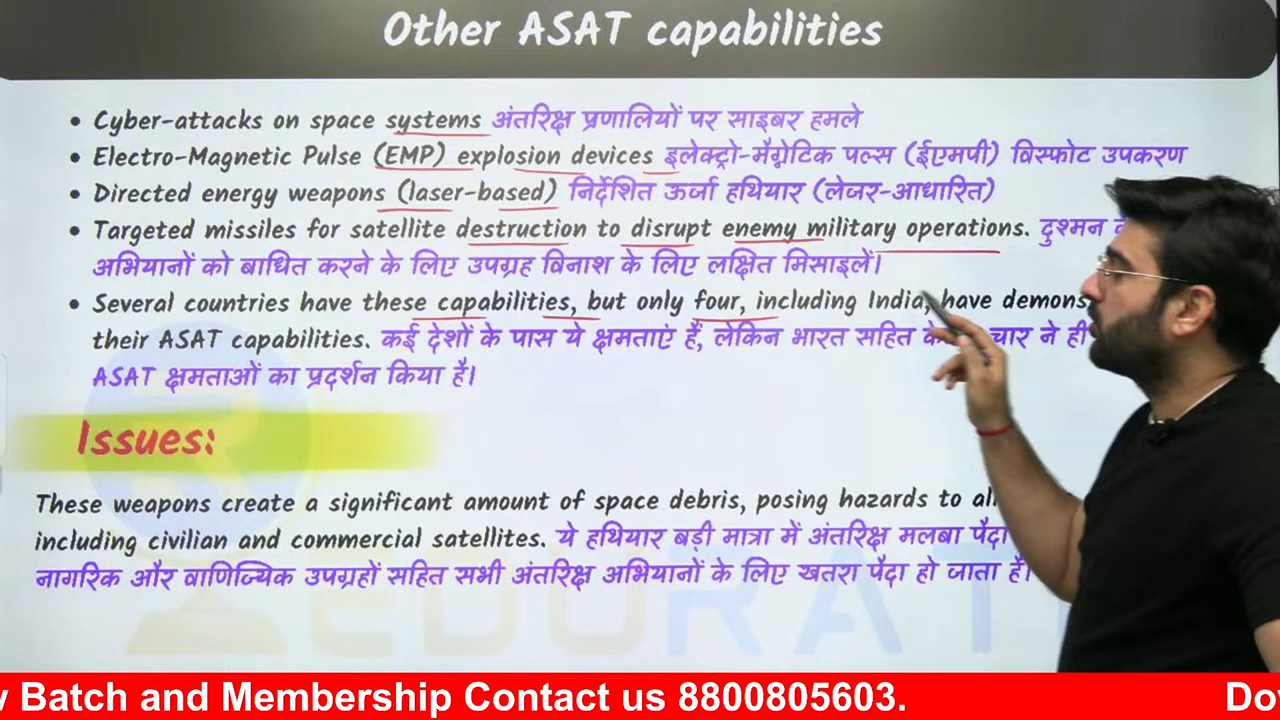 Other ASAT capabilities
• Cyber-attacks on space systems अंतरिक्ष प्रणालियों पर साइबर हमले
• Electro-Magnetic Pulse (EMP) explosion devices इलेक्ट्रो-मैग्नेटिक पल्स (ईएमपी) विस्फोट उपकरण
• Directed energy weapons (laser-based) निर्देशित ऊर्जा हथियार (लेजर-आधारित)
• Targeted missiles for satellite destruction to disrupt enemy military operations. दुश्मन
अभियानों को बाधित करने के लिए उपग्रह विनाश के लिए लक्षित मिसाइलें।
• Several countries have these capabilities, but only four, including India, have demons
their ASAT capabilities. कई देशों के पास ये क्षमताएं हैं, लेकिन भारत सहित चार ने ही
ASAT क्षमताओं का प्रदर्शन किया है।
Issues:
These weapons create a significant amount of space debris, posing hazards to all
including civilian and commercial satellites. ये हथियार बड़ी मात्रा में अंतरिक्ष मलबा पैदा
नागरिक और वाणिज्यिक उपग्रहों सहित सभी अंतरिक्ष अभियानों के लिए खतरा पैदा हो जाता है।
EDURAT
Batch and Membership Contact us 8800805603. Do